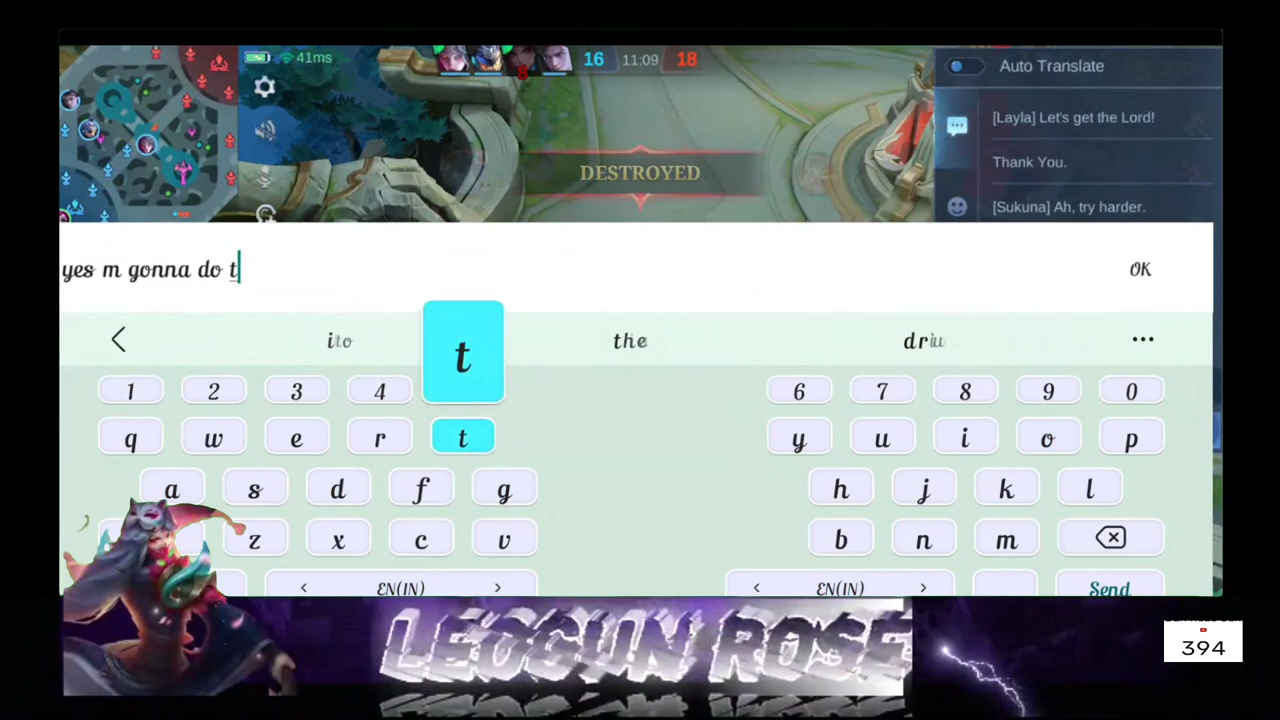 41ms
16 11:09 18
8
Auto Translate
[Layla] Let's get the Lord!
Thank You.
[Sukuna] Ah, try harder.
DESTROYED
yes m gonna do t
OK
t
the
1 2 3 4 6 7 8 9 0
q w e r t y u i o p
a s d f g h j k l
z x c v b n m
< EN(IN) > < EN(IN) > Send
LEOGUN ROSE
394